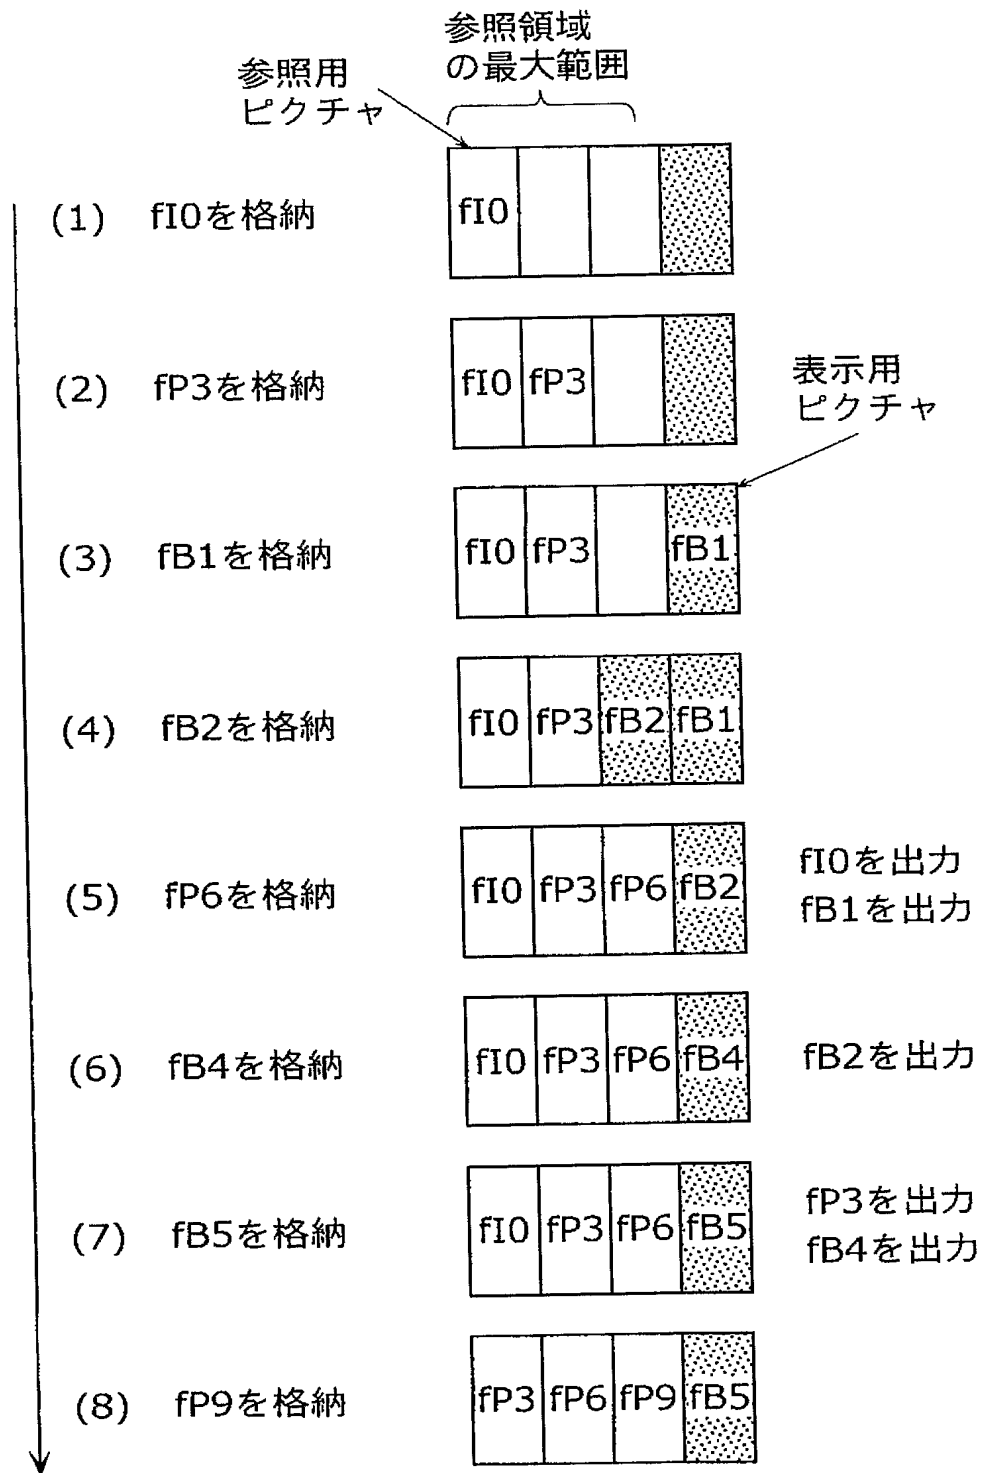 参照領域
の最大範囲
参照用
ピクチャ
(1) fI0を格納
fI0
(2) fP3を格納
fI0 fP3
表示用
ピクチャ
(3) fB1を格納
fI0 fP3 fB1
(4) fB2を格納
fI0 fP3 fB2 fB1
(5) fP6を格納
fI0 fP3 fP6 fB2
fI0を出力
fB1を出力
(6) fB4を格納
fI0 fP3 fP6 fB4
fB2を出力
(7) fB5を格納
fI0 fP3 fP6 fB5
fP3を出力
fB4を出力
(8) fP9を格納
fP3 fP6 fP9 fB5